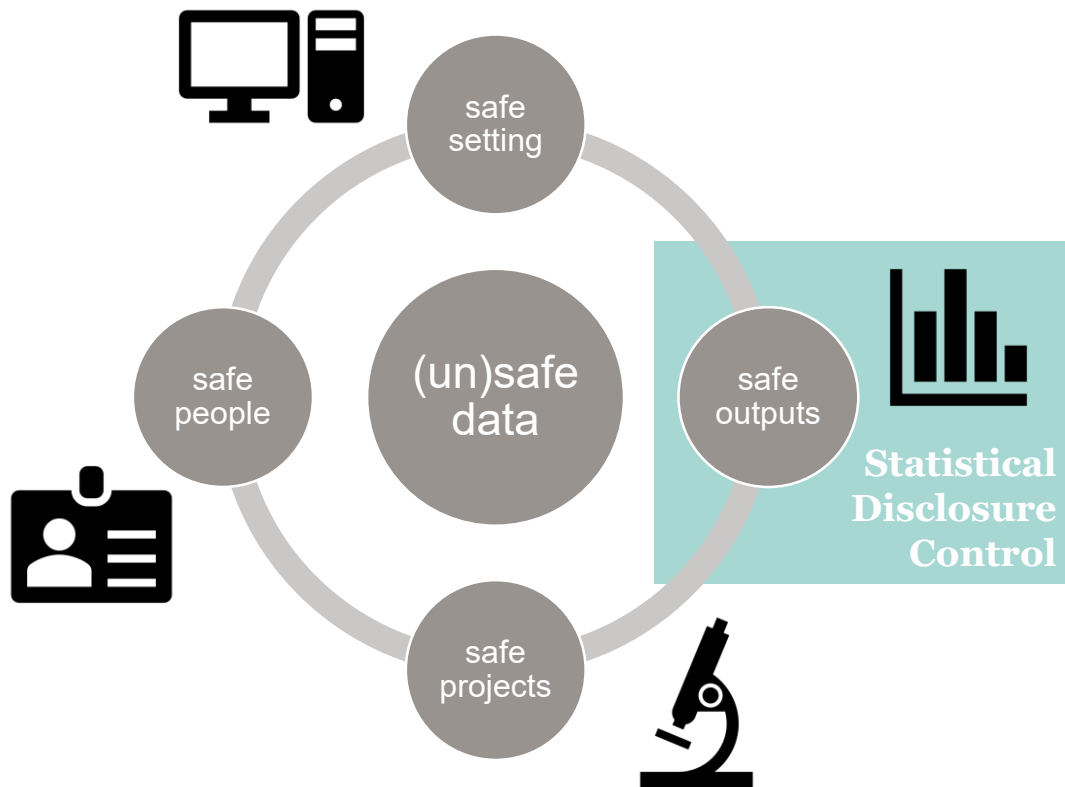 safe
setting
safe
people
(un)safe
data
safe
outputs
Statistical
Disclosure
Control
safe
projects